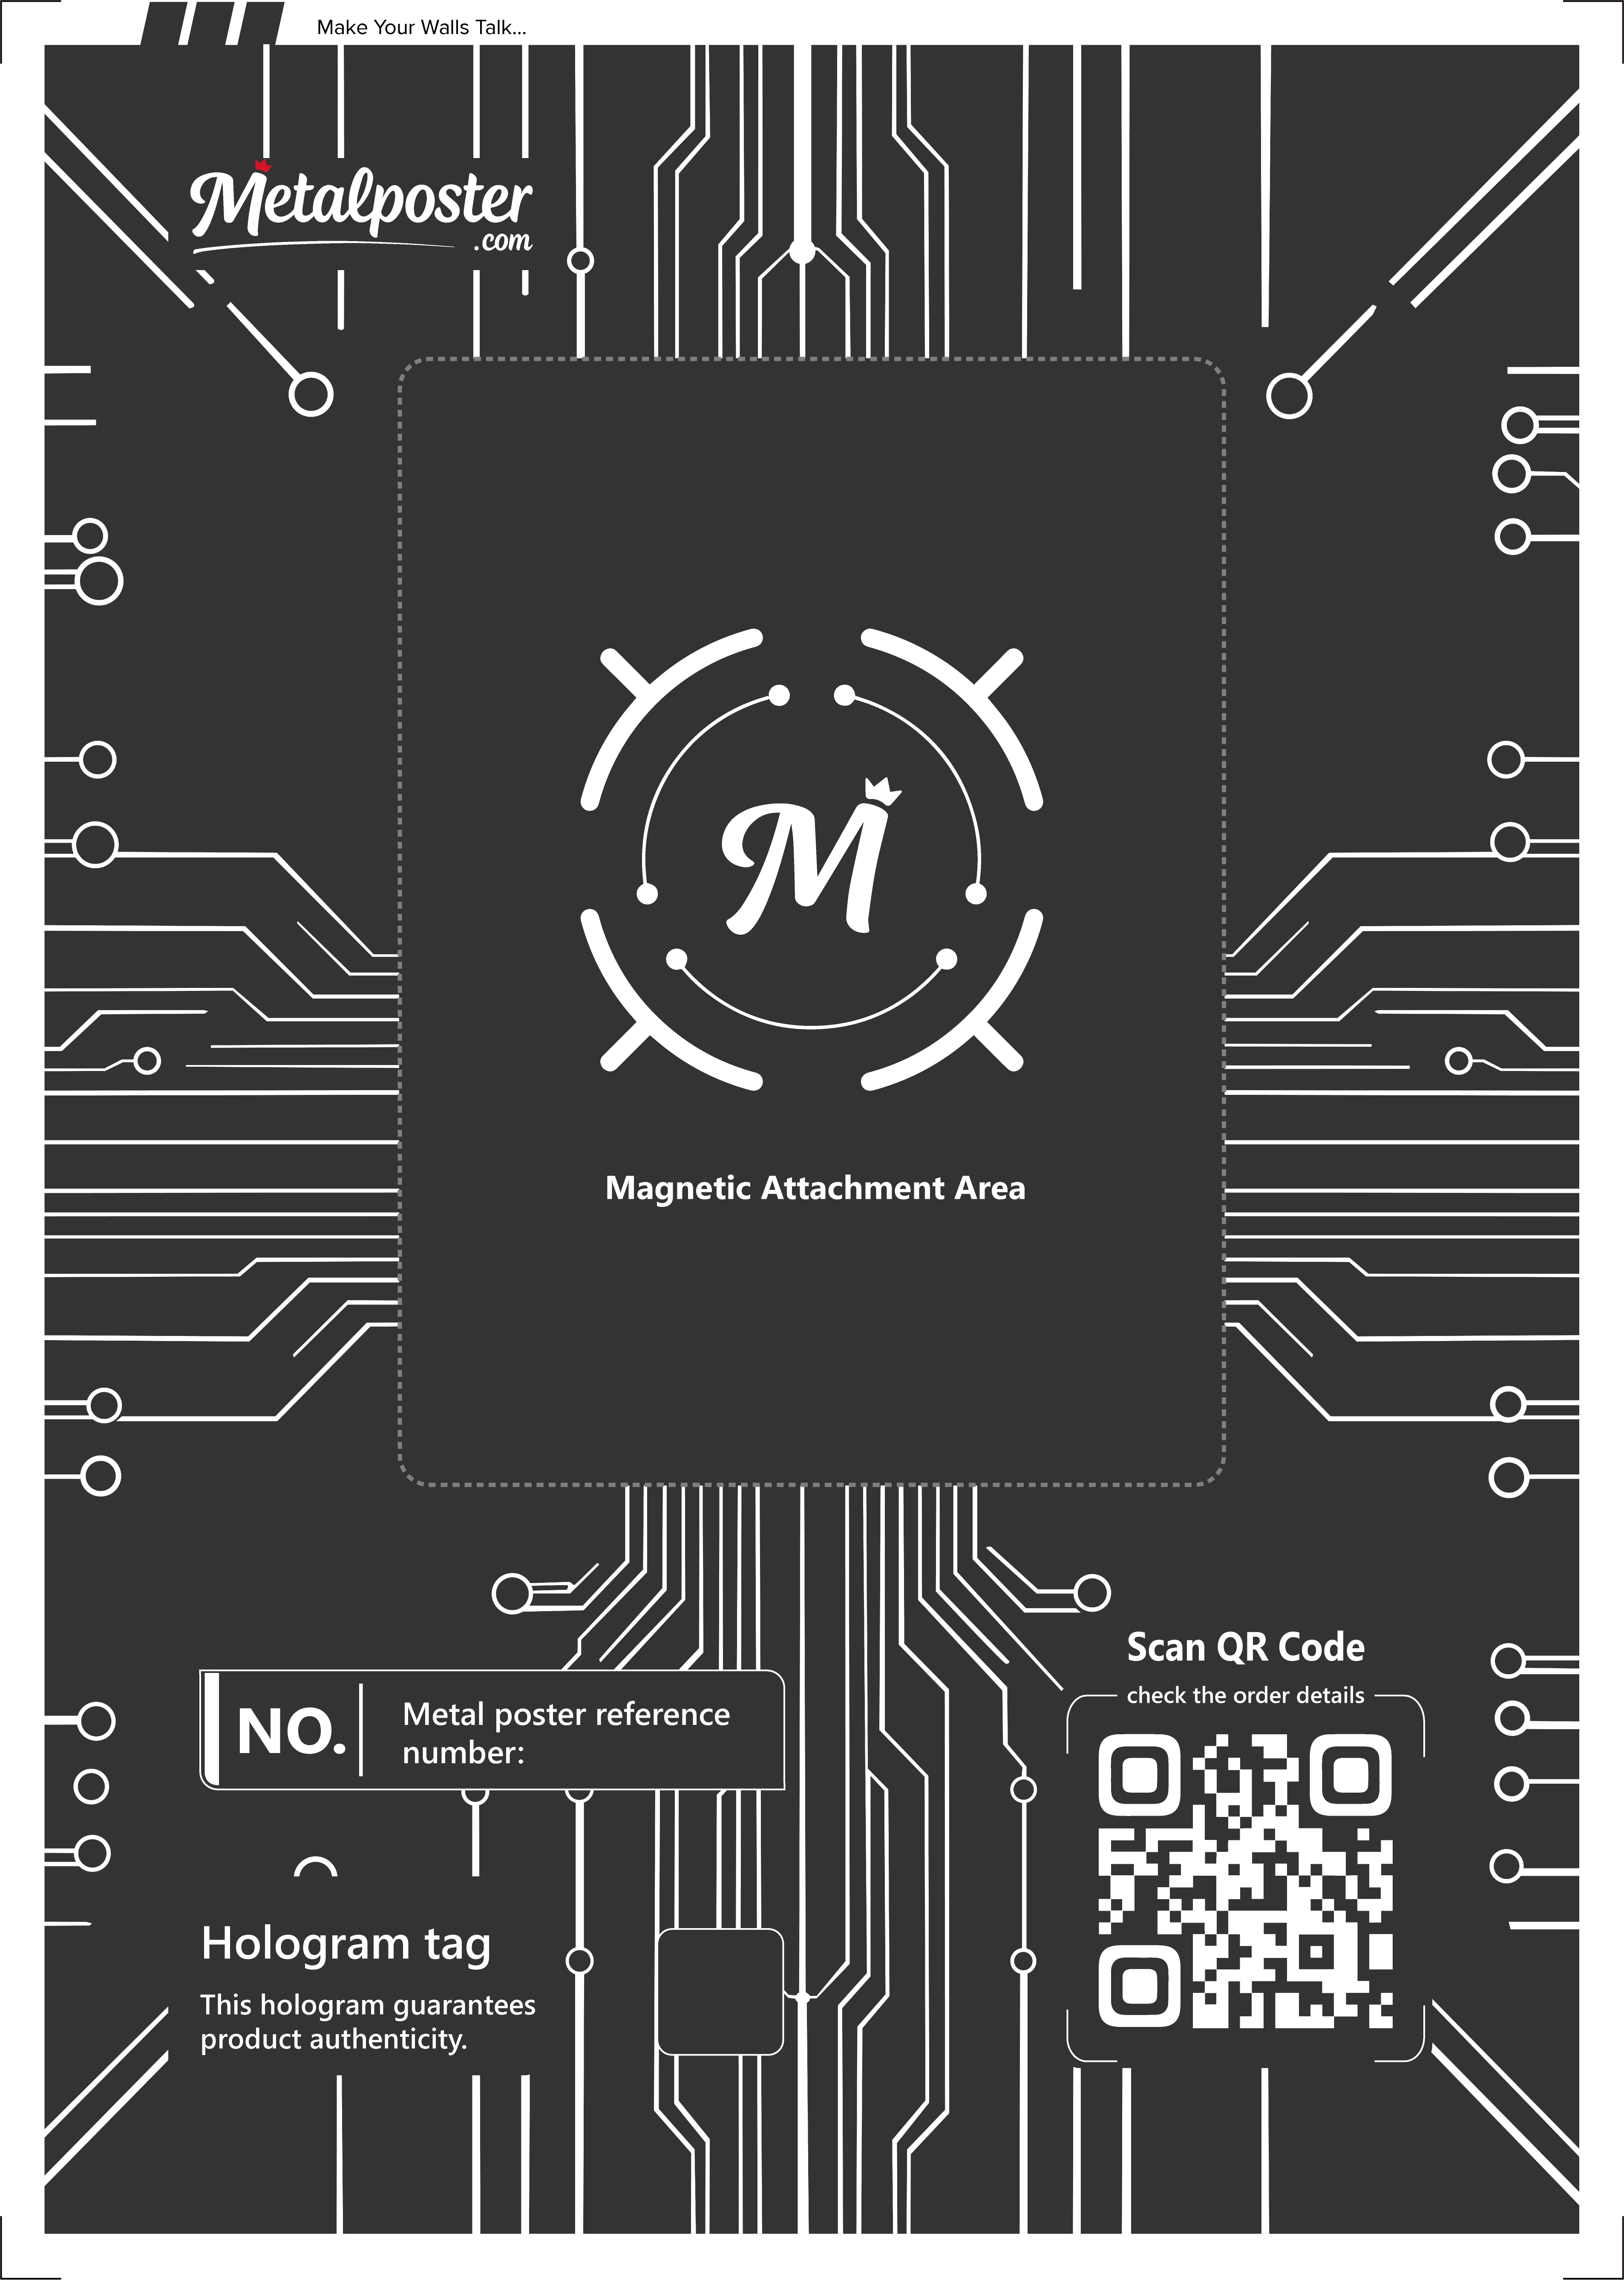 Make Your Walls Talk...
Metalposter
.com
M
Magnetic Attachment Area
Scan QR Code
check the order details
NO.
Metal poster reference
number:
Hologram tag
This hologram guarantees
product authenticity.